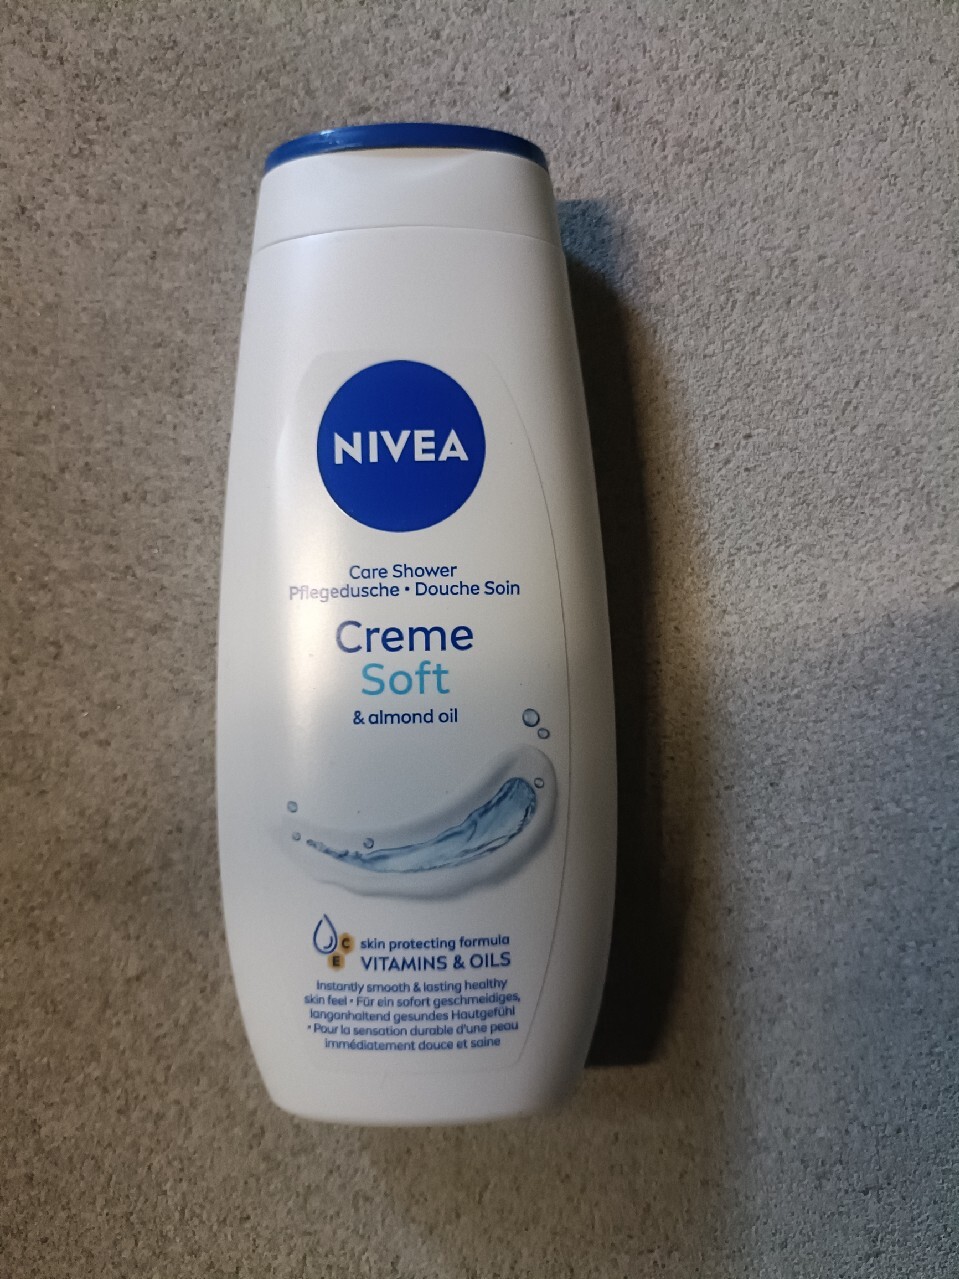 NIVEA
Care Shower
Pflegedusche • Douche Soin
Creme
Soft
& almond oil
C
E
skin protecting formula
VITAMINS & OILS
Instantly smooth & lasting healthy
skin feel • Für ein sofort geschmeidiges,
langanhaltend gesundes Hautgefühl
• Pour la sensation durable d'une peau
immédiatement douce et saine